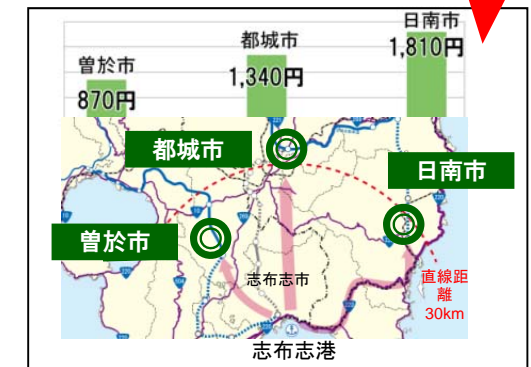 日南市
1,810円
都城市
1,340円
曽於市
870円
都城市
日南市
曽於市
志布志市
直線距
離
30km
志布志港